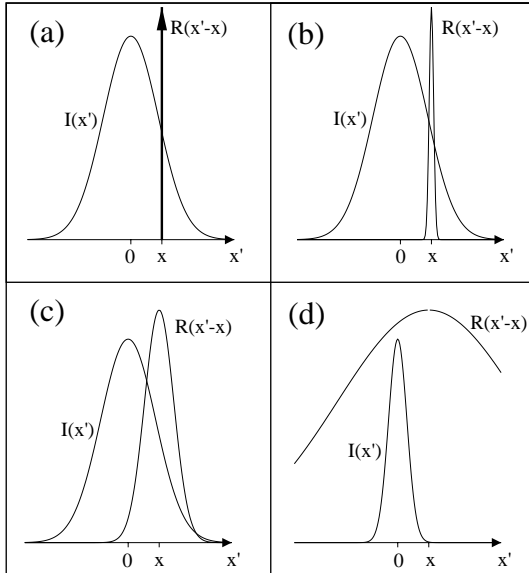 (a)
R(x'-x)
I(x')
0 x x'
(b)
R(x'-x)
I(x')
0 x x'
(c)
R(x'-x)
I(x')
0 x x'
(d)
R(x'-x)
I(x')
0 x x'